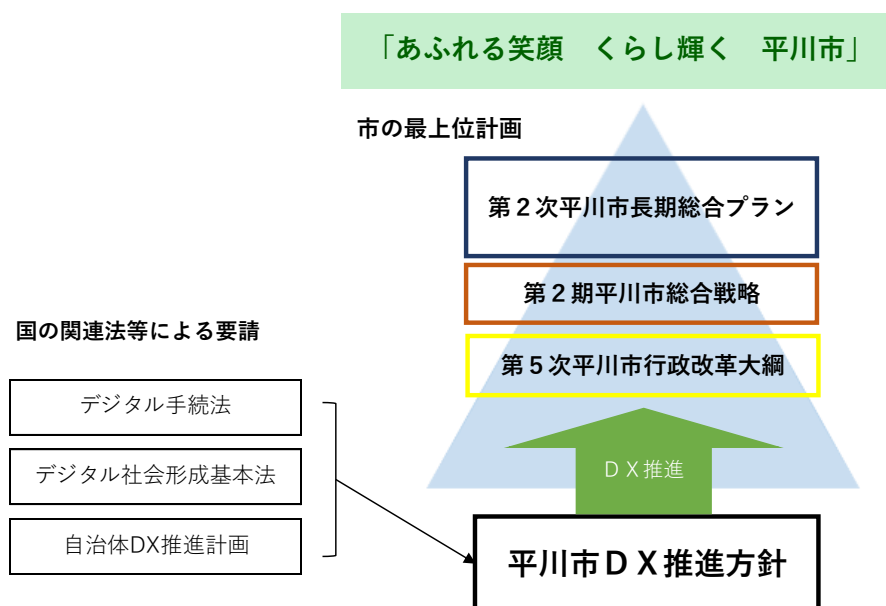 「あふれる笑顔　くらし輝く　平川市」
市の最上位計画
第２次平川市長期総合プラン
第２期平川市総合戦略
第５次平川市行政改革大綱
国の関連法等による要請
デジタル手続法
デジタル社会形成基本法
自治体DX推進計画
ＤＸ推進
平川市ＤＸ推進方針